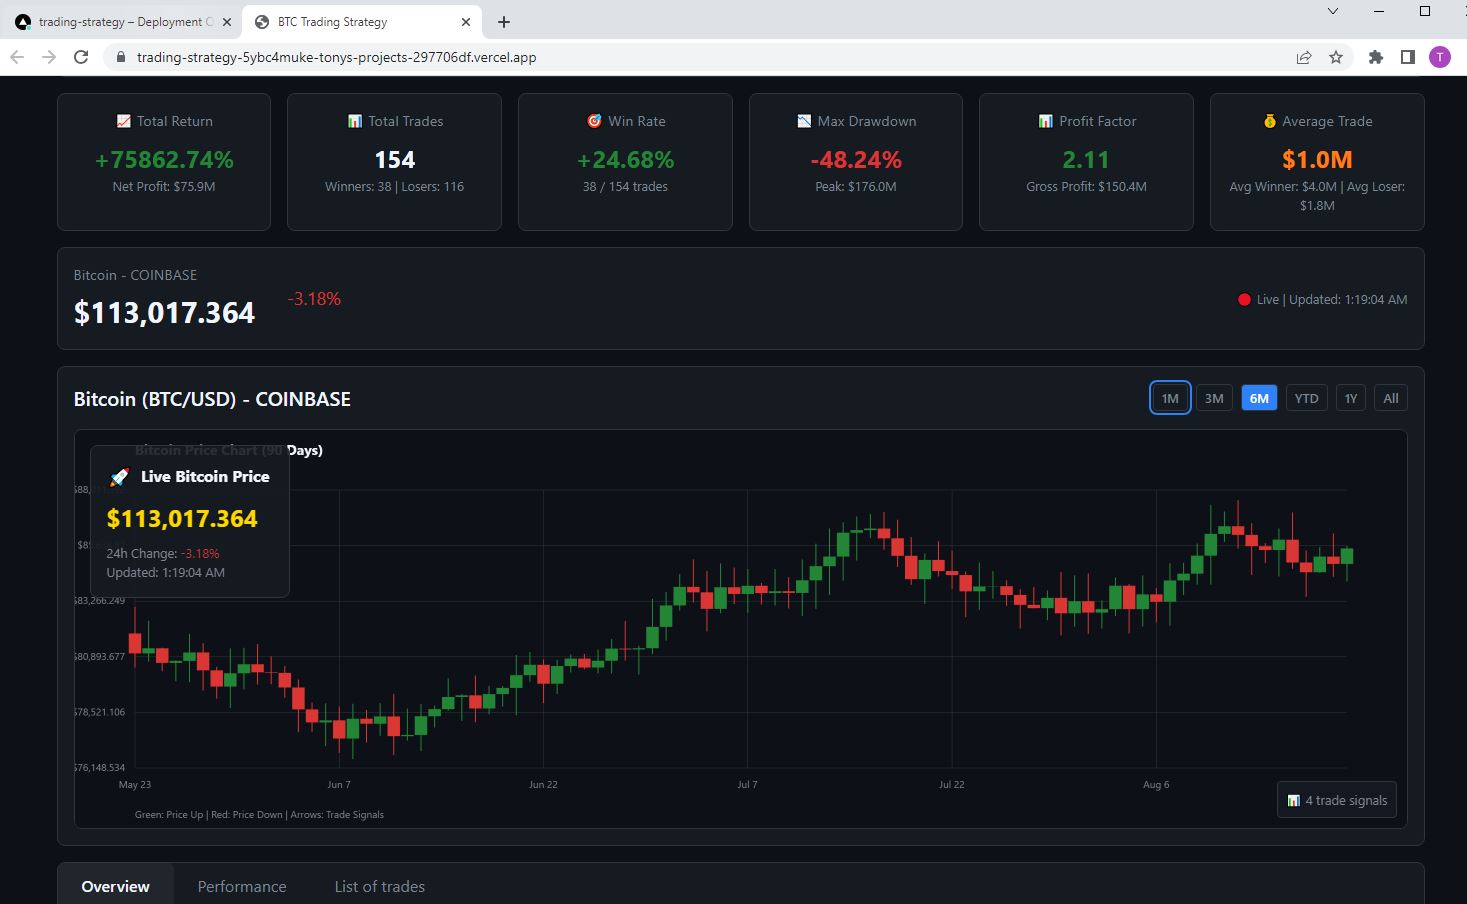 trading-strategy – Deployment
BTC Trading Strategy
trading-strategy-5ybc4muke-tonys-projects-297706df.vercel.app
T
Total Return
+75862.74%
Net Profit: $75.9M
Total Trades
154
Winners: 38 | Losers: 116
Win Rate
+24.68%
38 / 154 trades
Max Drawdown
-48.24%
Peak: $176.0M
Profit Factor
2.11
Gross Profit: $150.4M
Average Trade
$1.0M
Avg Winner: $4.0M | Avg Loser:
$1.8M
Bitcoin - COINBASE
$113,017.364
-3.18%
Live | Updated: 1:19:04 AM
Bitcoin (BTC/USD) - COINBASE
1M
3M
6M
YTD
1Y
All
Bitcoin Price Chart (90 Days)
Live Bitcoin Price
$113,017.364
24h Change: -3.18%
Updated: 1:19:04 AM
$83,266.249
$80,893.677
$78,521.106
$76,148.534
May 23
Jun 7
Jun 22
Jul 7
Jul 22
Aug 6
4 trade signals
Green: Price Up | Red: Price Down | Arrows: Trade Signals
Overview
Performance
List of trades